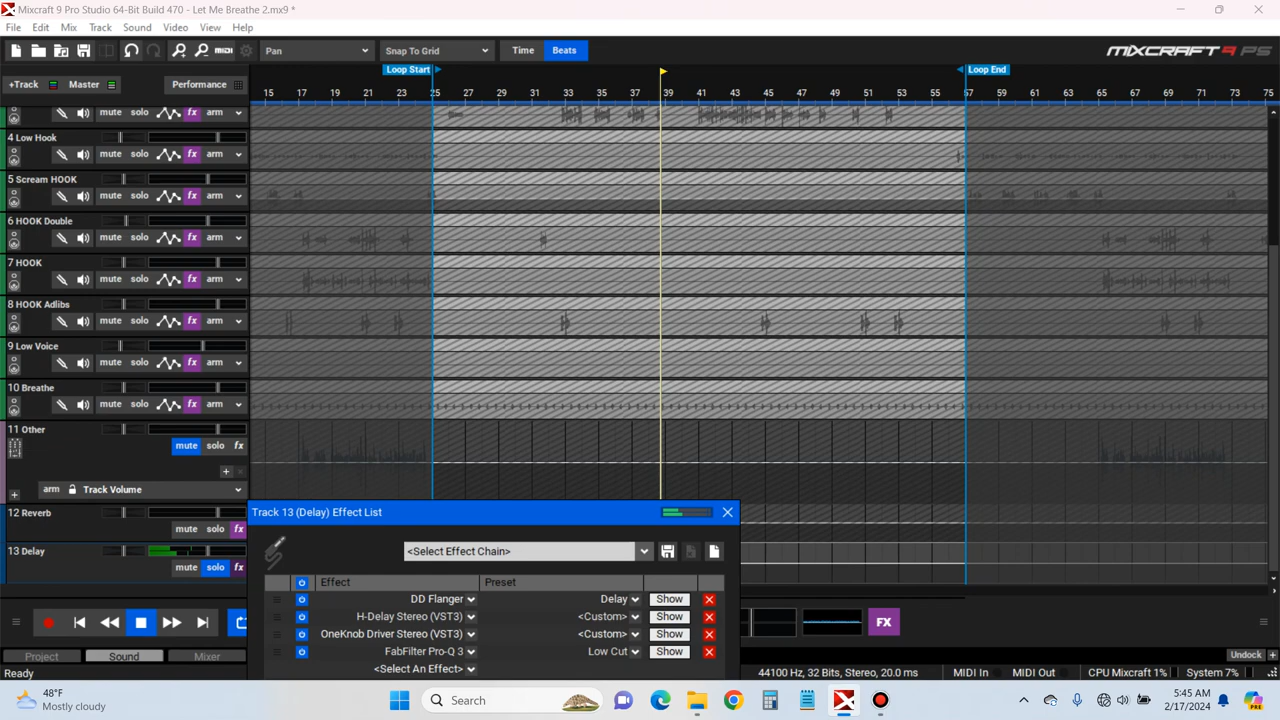 Mixcraft 9 Pro Studio 64-Bit Build 470 - Let Me Breathe 2.mx9 *
File Edit Mix Track Sound Video View Help
MIDI Pan Snap To Grid Time Beats MIXCRAFT 9 PS
+Track Master Performance Loop Start Loop End
15 17 19 21 23 25 27 29 31 33 35 37 39 41 43 45 47 49 51 53 55 57 59 61 63 65 67 69 71 73 75
mute solo fx arm
4 Low Hook
mute solo fx arm
5 Scream HOOK
mute solo fx arm
6 HOOK Double
mute solo fx arm
7 HOOK
mute solo fx arm
8 HOOK Adlibs
mute solo fx arm
9 Low Voice
mute solo fx arm
10 Breathe
mute solo fx arm
11 Other
mute solo fx
arm Track Volume
12 Reverb
mute solo fx
13 Delay
mute solo fx
Track 13 (Delay) Effect List
<Select Effect Chain>
Effect Preset
DD Flanger Delay Show
H-Delay Stereo (VST3) <Custom> Show
OneKnob Driver Stereo (VST3) <Custom> Show
FabFilter Pro-Q 3 Low Cut Show
<Select An Effect>
FX
Project Sound Mixer Undock
Ready 44100 Hz, 32 Bits, Stereo, 20.0 ms MIDI In MIDI Out CPU Mixcraft 1% System 7%
48°F
Mostly cloudy
Search
PRE
5:45 AM
2/17/2024